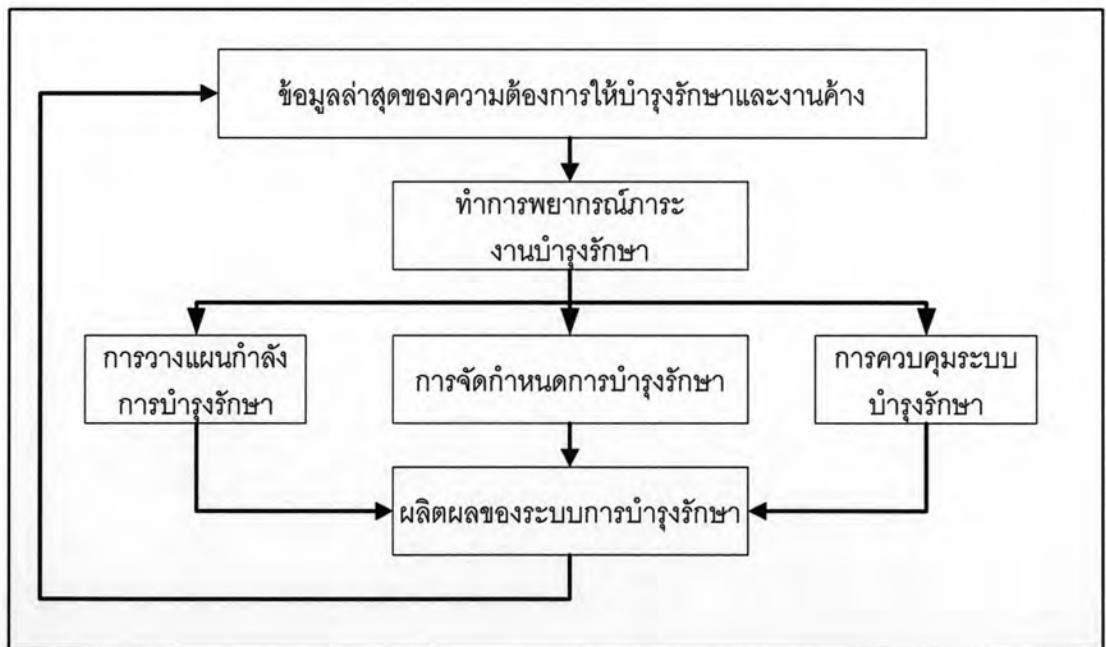 ข้อมูลล่าสุดของความต้องการให้บำรุงรักษาและงานค้าง
ทำการพยากรณ์ภาระ
งานบำรุงรักษา
การวางแผนกำลัง
การบำรุงรักษา
การจัดกำหนดการบำรุงรักษา
การควบคุมระบบ
บำรุงรักษา
ผลิตผลของระบบการบำรุงรักษา